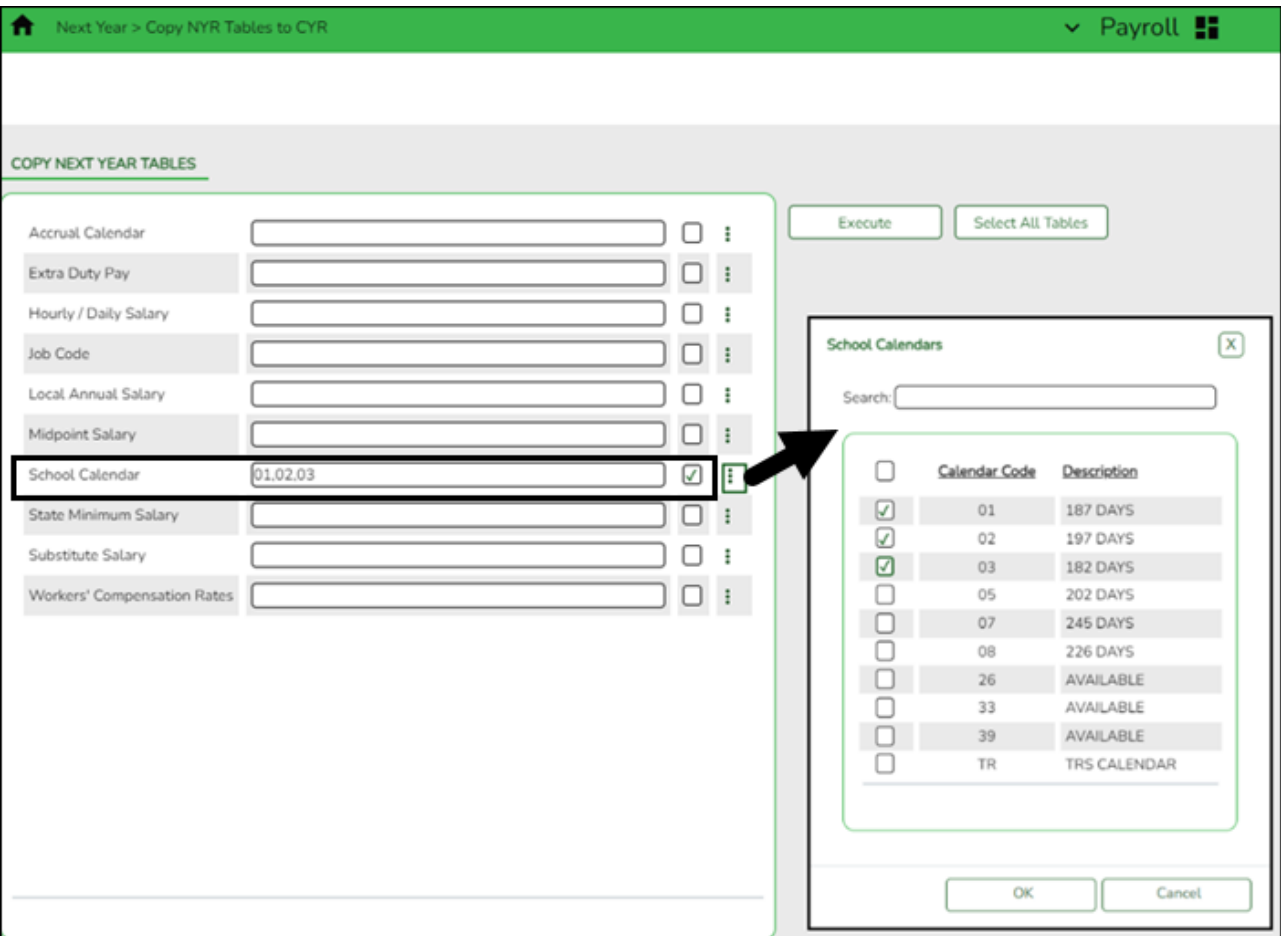 Next Year > Copy NYR Tables to CYR
Payroll
COPY NEXT YEAR TABLES
Accrual Calendar
Extra Duty Pay
Hourly / Daily Salary
Job Code
Local Annual Salary
Midpoint Salary
School Calendar 01,02,03
State Minimum Salary
Substitute Salary
Workers' Compensation Rates
Execute Select All Tables
School Calendars X
Search:
Calendar Code Description
01 187 DAYS
02 197 DAYS
03 182 DAYS
05 202 DAYS
07 245 DAYS
08 226 DAYS
26 AVAILABLE
33 AVAILABLE
39 AVAILABLE
TR TRS CALENDAR
OK Cancel